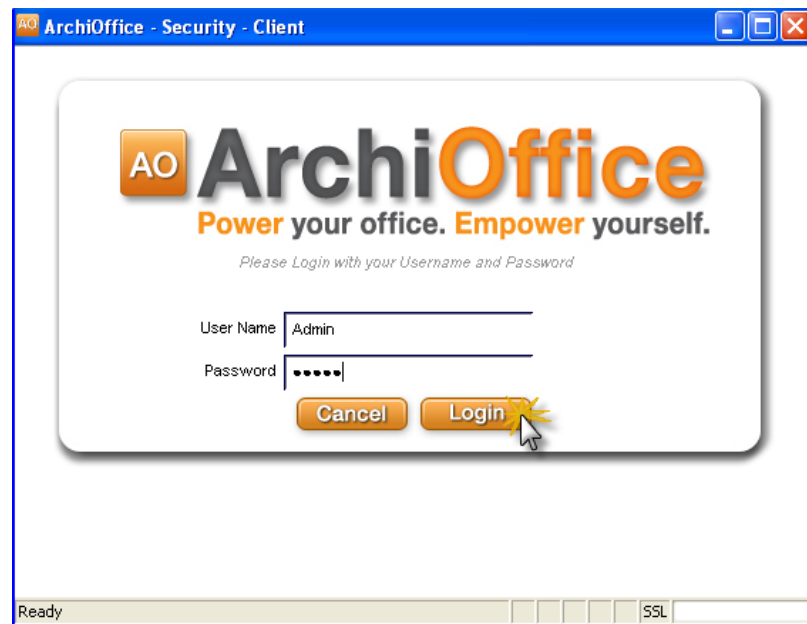 AO ArchiOffice - Security - Client
AO ArchiOffice
Power your office. Empower yourself.
Please Login with your Username and Password
User Name Admin
Password •••••
Cancel Login
Ready SSL